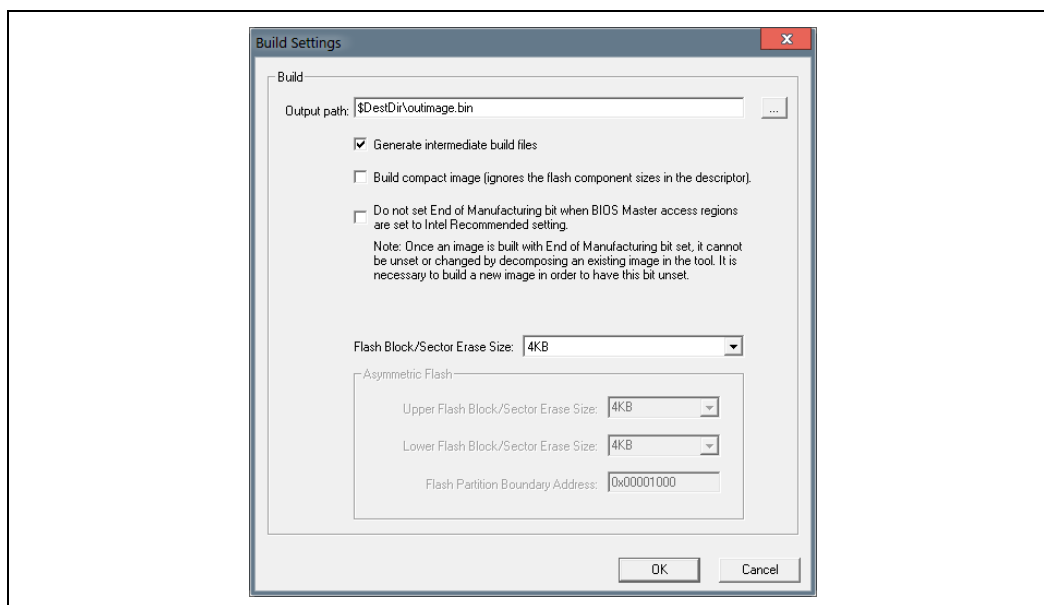 Build Settings
Build
Output path: $DestDir\outimage.bin ...
Generate intermediate build files
Build compact image (ignores the flash component sizes in the descriptor).
Do not set End of Manufacturing bit when BIOS Master access regions
are set to Intel Recommended setting.
Note: Once an image is built with End of Manufacturing bit set, it cannot
be unset or changed by decomposing an existing image in the tool. It is
necessary to build a new image in order to have this bit unset.
Flash Block/Sector Erase Size: 4KB
Asymmetric Flash
Upper Flash Block/Sector Erase Size: 4KB
Lower Flash Block/Sector Erase Size: 4KB
Flash Partition Boundary Address: 0x00001000
OK Cancel